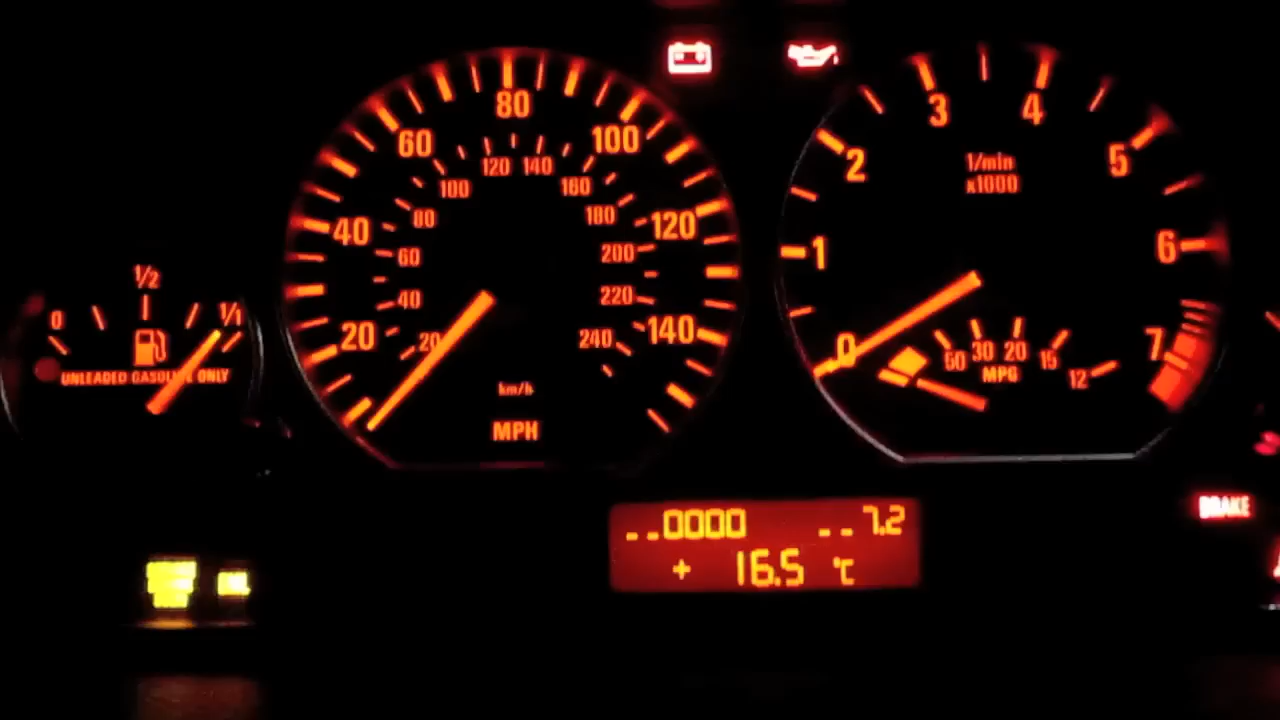 0 1/2 1/1
UNLEADED GASOLINE ONLY
20 40 60 80 100 120 140
20 40 60 80 100 120 140 160 180 200 220 240
km/h
MPH
0 1 2 3 4 5 6 7
1/min
x1000
50 30 20 15 12
MPG
BRAKE
__0000 __7.2
+ 16.5 °C